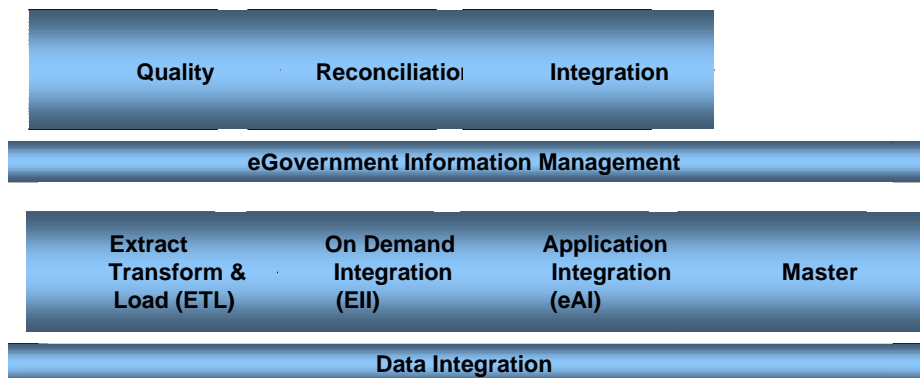 Quality Reconciliation Integration
eGovernment Information Management
Extract On Demand Application
Transform & Integration Integration Master
Load (ETL) (EII) (eAI)
Data Integration